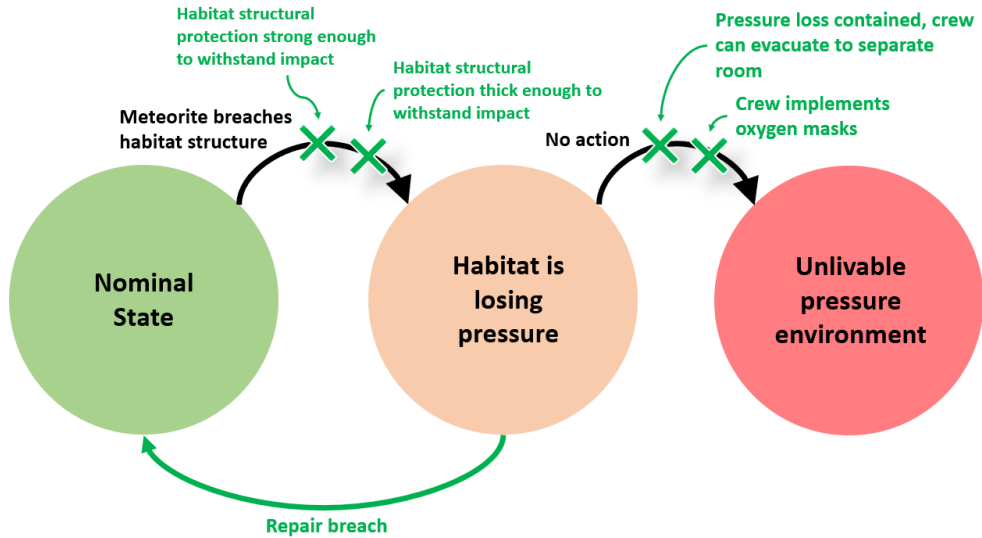 Habitat structural
protection strong enough
to withstand impact
Habitat structural
protection thick enough to
withstand impact
Meteorite breaches
habitat structure
Pressure loss contained, crew
can evacuate to separate
room
Crew implements
oxygen masks
No action
Nominal
State
Habitat is
losing
pressure
Unlivable
pressure
environment
Repair breach